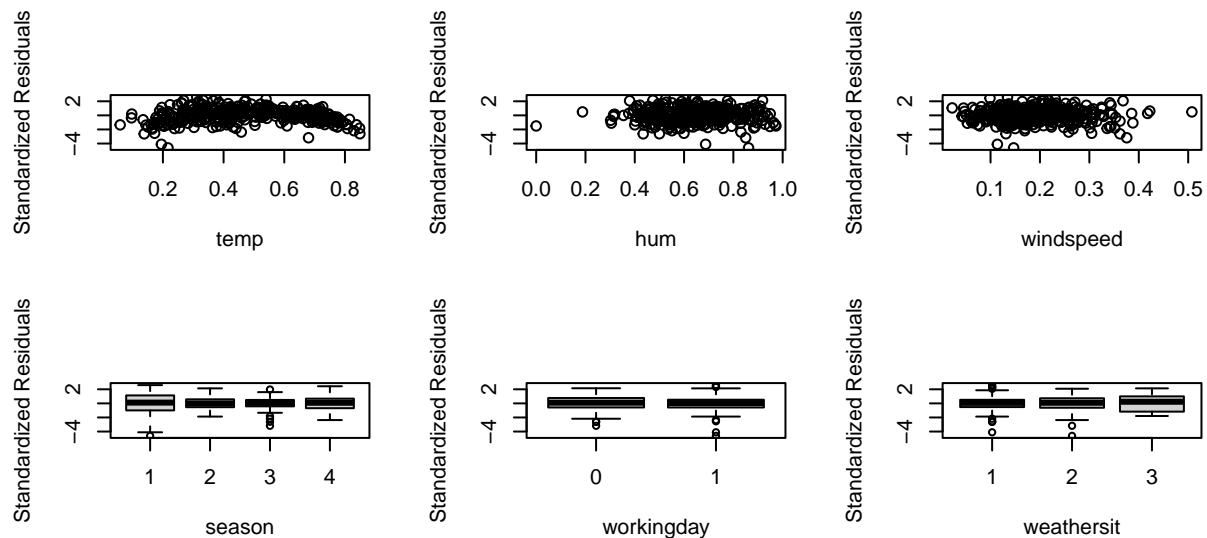 Standardized Residuals
2
−4
0.2 0.4 0.6 0.8
temp
Standardized Residuals
2
−4
0.0 0.2 0.4 0.6 0.8 1.0
hum
Standardized Residuals
2
−4
0.1 0.2 0.3 0.4 0.5
windspeed
Standardized Residuals
2
−4
1 2 3 4
season
Standardized Residuals
2
−4
0 1
workingday
Standardized Residuals
2
−4
1 2 3
weathersit